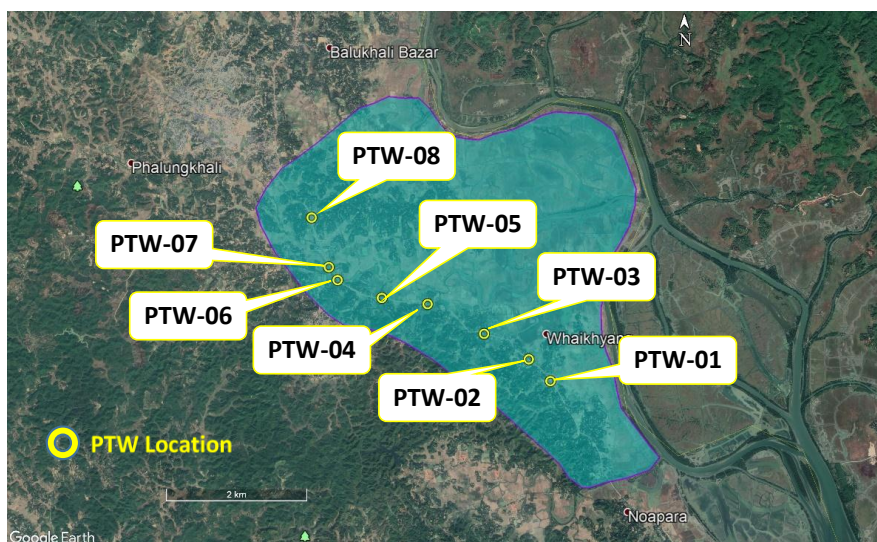 N
Balukhali Bazar
PTW-08
Phalungkhali
PTW-05
PTW-07
PTW-03
PTW-06
PTW-04
Whaikhyang
PTW-01
PTW-02
PTW Location
2 km
Noapara
Google Earth